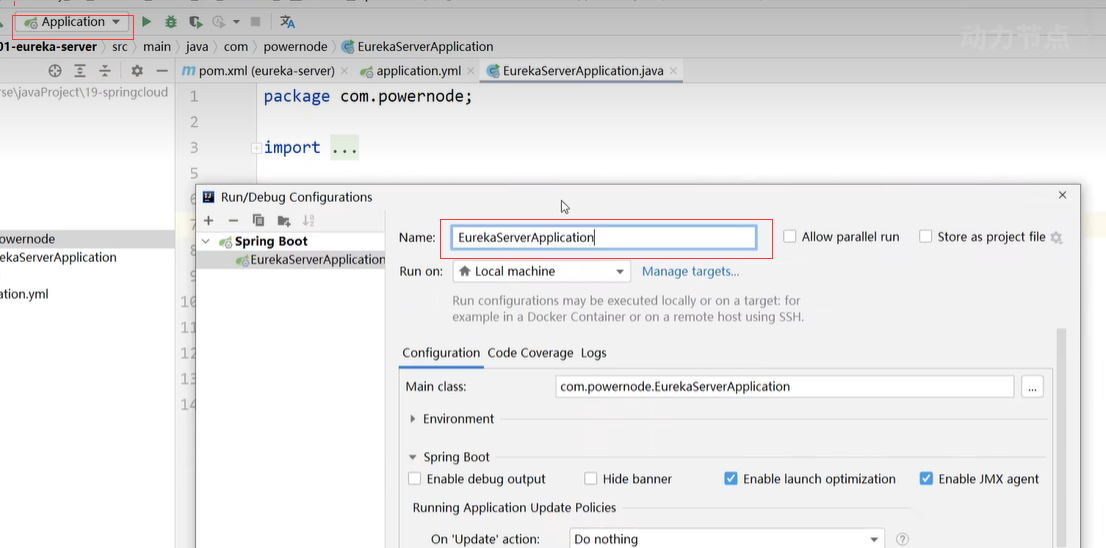 Application
01-eureka-server > src > main > java > com > powernode > EurekaServerApplication
动力节点
m pom.xml (eureka-server) × application.yml × EurekaServerApplication.java ×
rse\javaProject\19-springcloud
1 package com.powernode;
2
3 import ...
5
6
7
8
9
10
11
12
13
14
owernode
ekaServerApplication
ation.yml
Run/Debug Configurations
Spring Boot
EurekaServerApplication
Name: EurekaServerApplication
Allow parallel run
Store as project file
Run on: Local machine
Manage targets...
Run configurations may be executed locally or on a target: for
example in a Docker Container or on a remote host using SSH.
Configuration Code Coverage Logs
Main class: com.powernode.EurekaServerApplication ...
Environment
Spring Boot
Enable debug output Hide banner Enable launch optimization Enable JMX agent
Running Application Update Policies
On 'Update' action: Do nothing ?